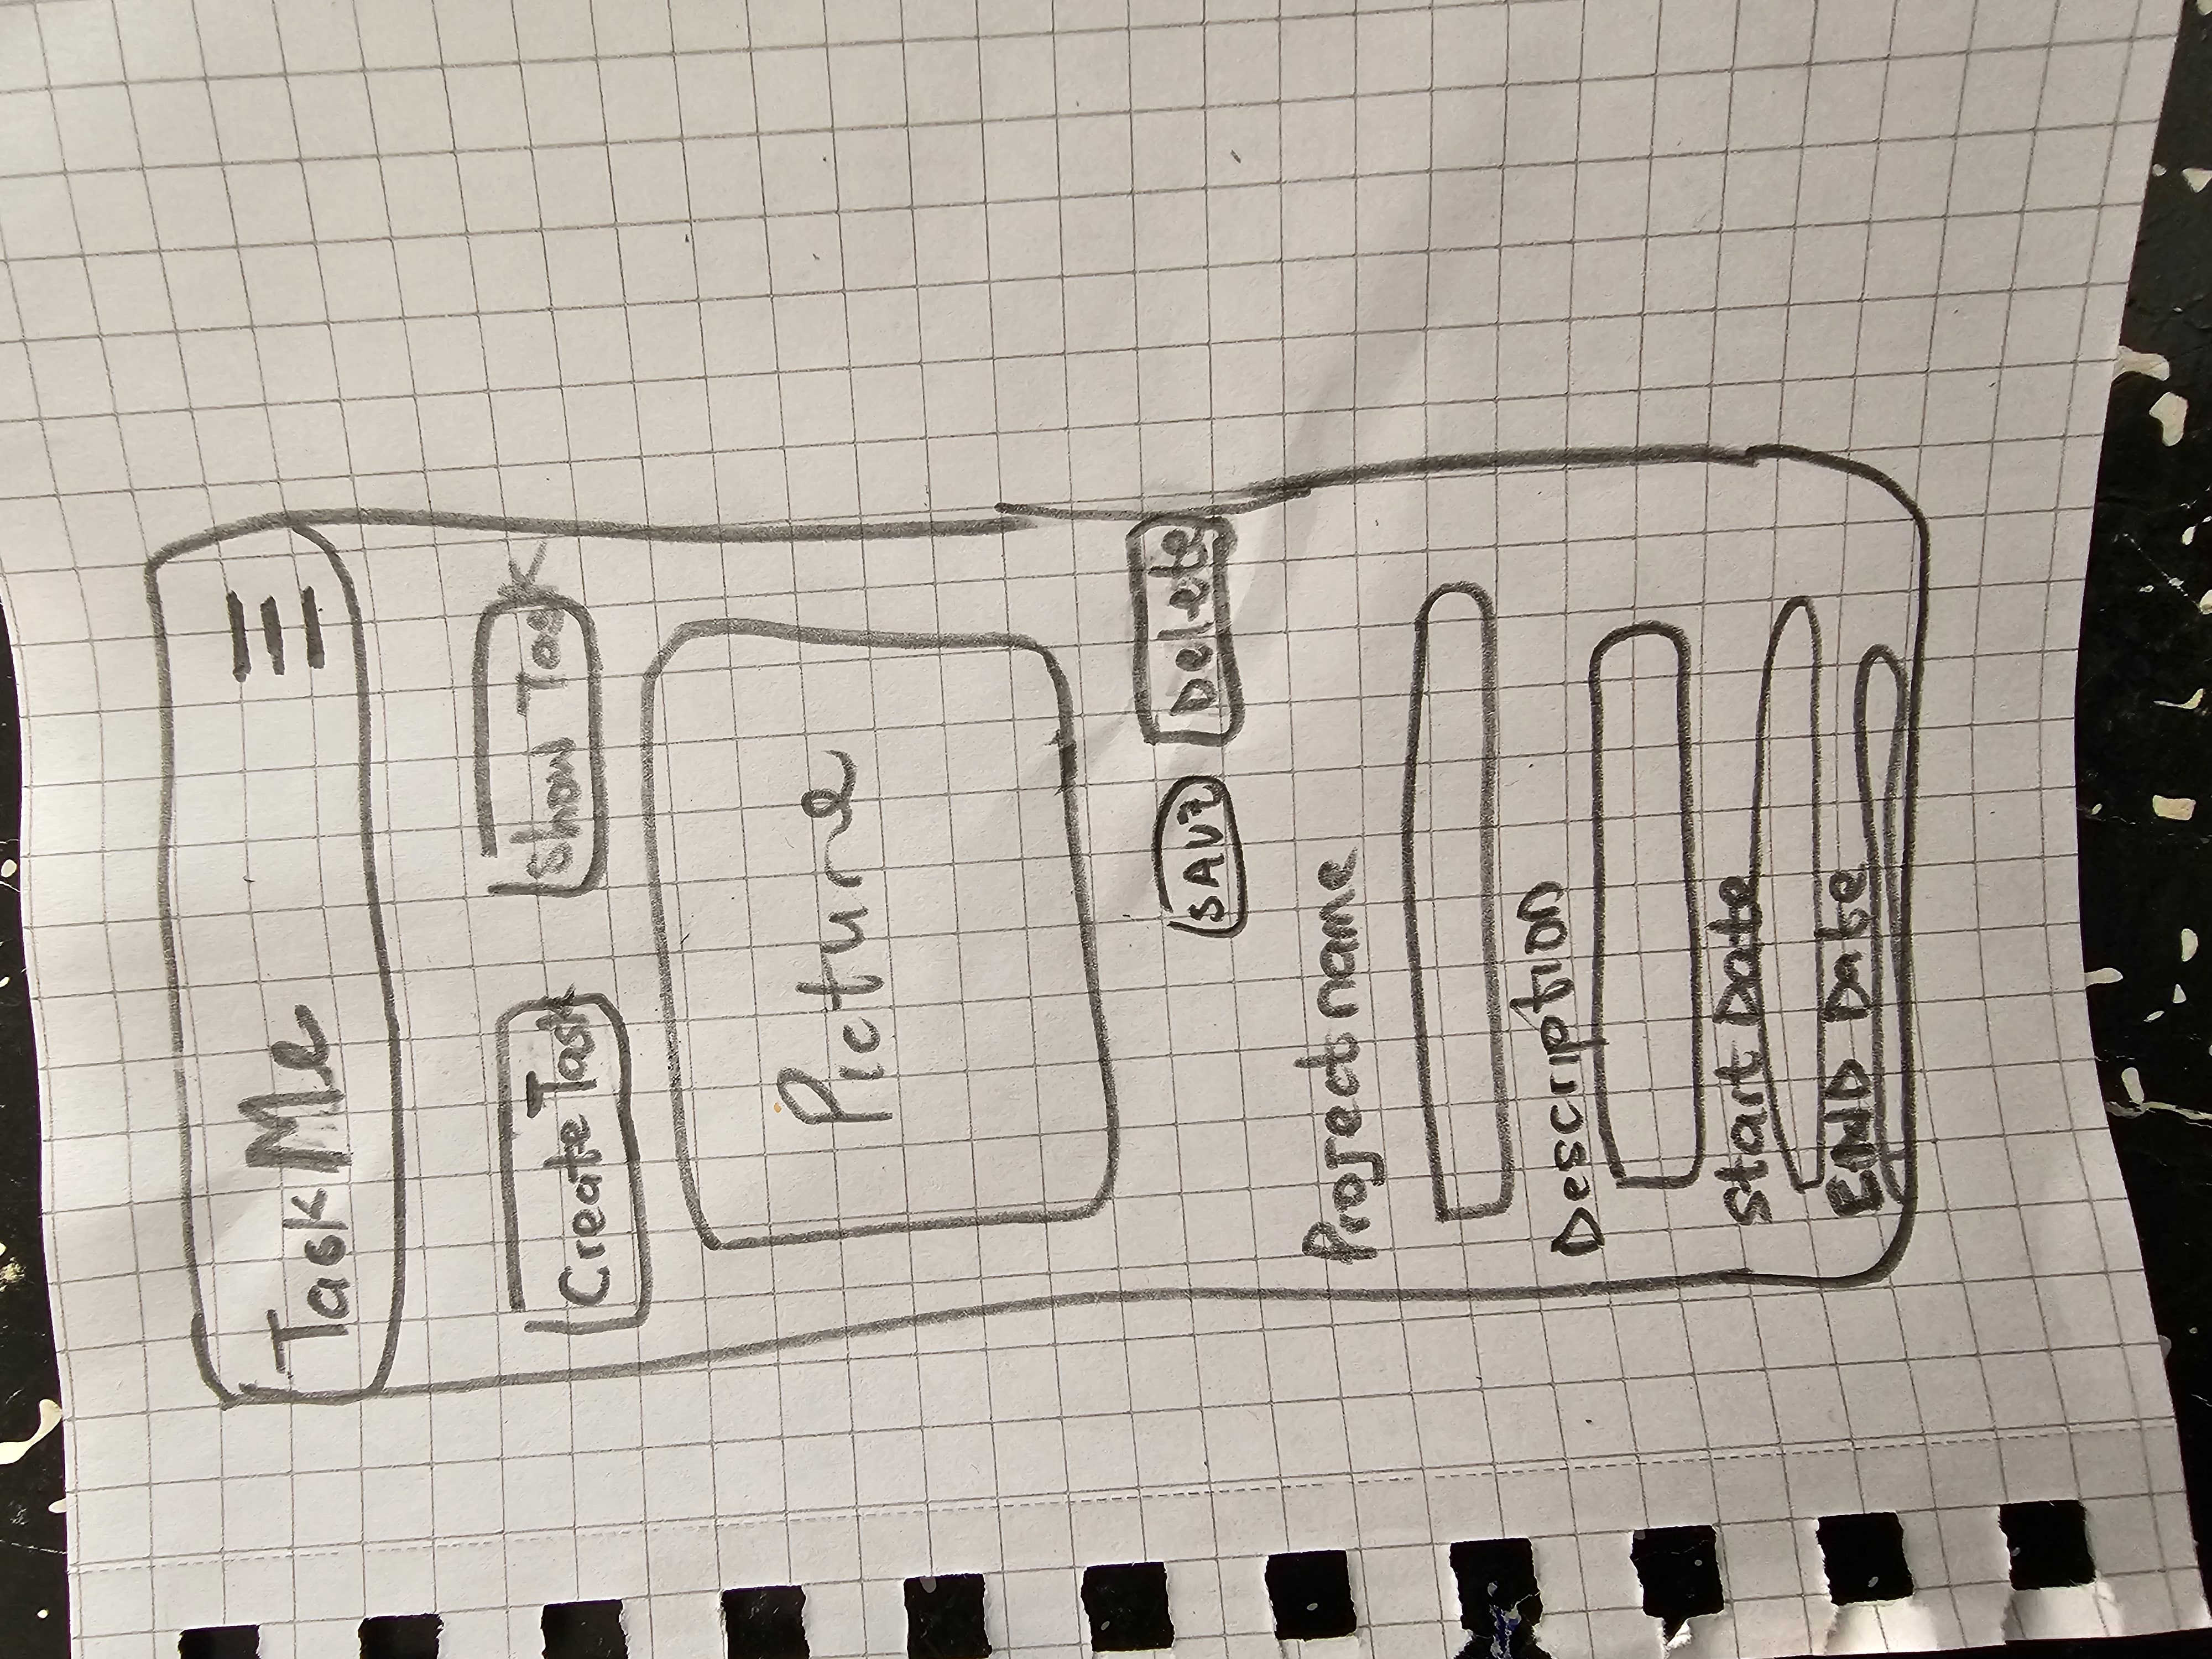 TaskMe
Create Task
Show Task
Picture
SAVE
Delete
Project name
Description
Start Date
END Date